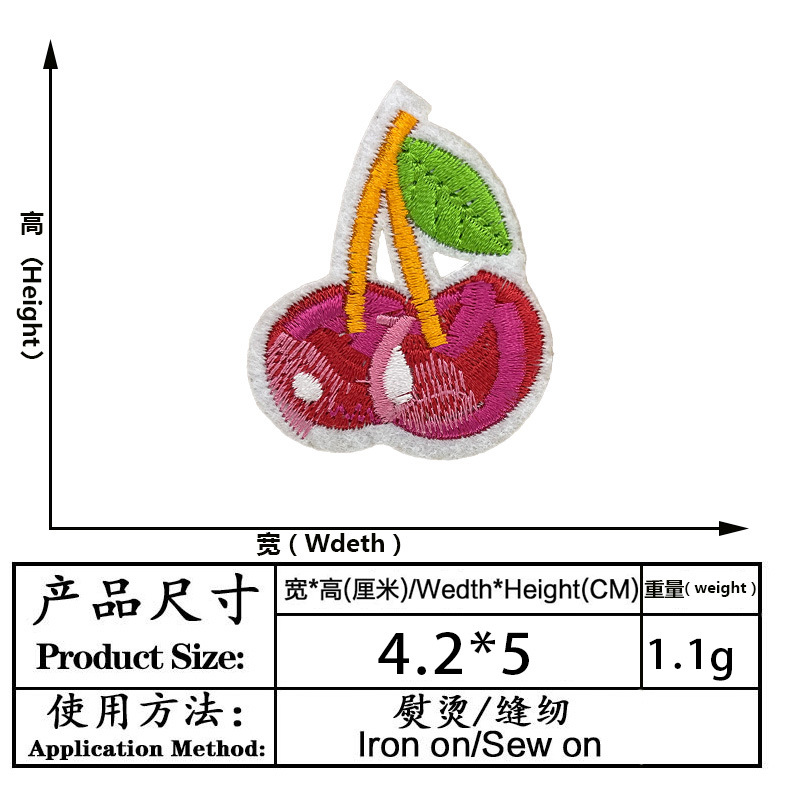 高（Height）
宽（Wdeth）
产品尺寸
Product Size:
宽*高(厘米)/Wedth*Height(CM)
重量( weight )
4.2*5
1.1g
使用方法：
Application Method:
熨烫/缝纫
Iron on/Sew on